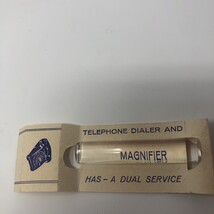 TELEPHONE DIALER AND
MAGNIFIER
HAS ~ A DUAL SERVICE